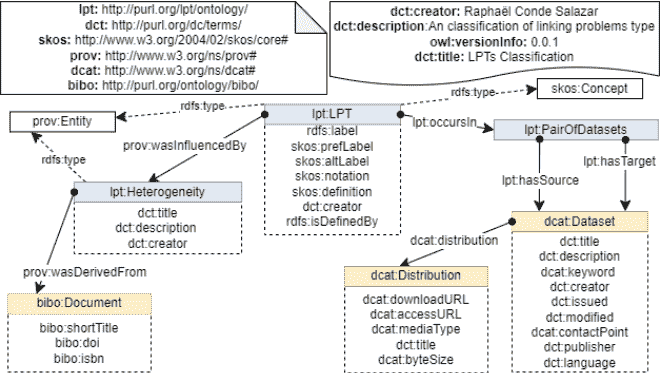 lpt: http://purl.org/lpt/ontology/
dct: http://purl.org/dc/terms/
skos: http://www.w3.org/2004/02/skos/core#
prov: http://www.w3.org/ns/prov#
dcat: http://www.w3.org/ns/dcat#
bibo: http://purl.org/ontology/bibo/
dct:creator: Raphaël Conde Salazar
dct:description:An classification of linking problems type
owl:versionInfo: 0.0.1
dct:title: LPTs Classification
rdfs:type
rdfs:type
skos:Concept
prov:Entity
lpt:LPT
rdfs:label
skos:prefLabel
skos:altLabel
skos:notation
skos:definition
dct:creator
rdfs:isDefinedBy
lpt:occursIn
lpt:PairOfDatasets
rdfs:type
prov:wasInfluencedBy
lpt:hasSource
lpt:hasTarget
lpt:Heterogeneity
dct:title
dct:description
dct:creator
dcat:Dataset
dct:title
dct:description
dcat:keyword
dct:creator
dct:issued
dct:modified
dcat:contactPoint
dct:publisher
dct:language
dcat:distribution
prov:wasDerivedFrom
dcat:Distribution
dcat:downloadURL
dcat:accessURL
dcat:mediaType
dct:title
dcat:byteSize
bibo:Document
bibo:shortTitle
bibo:doi
bibo:isbn